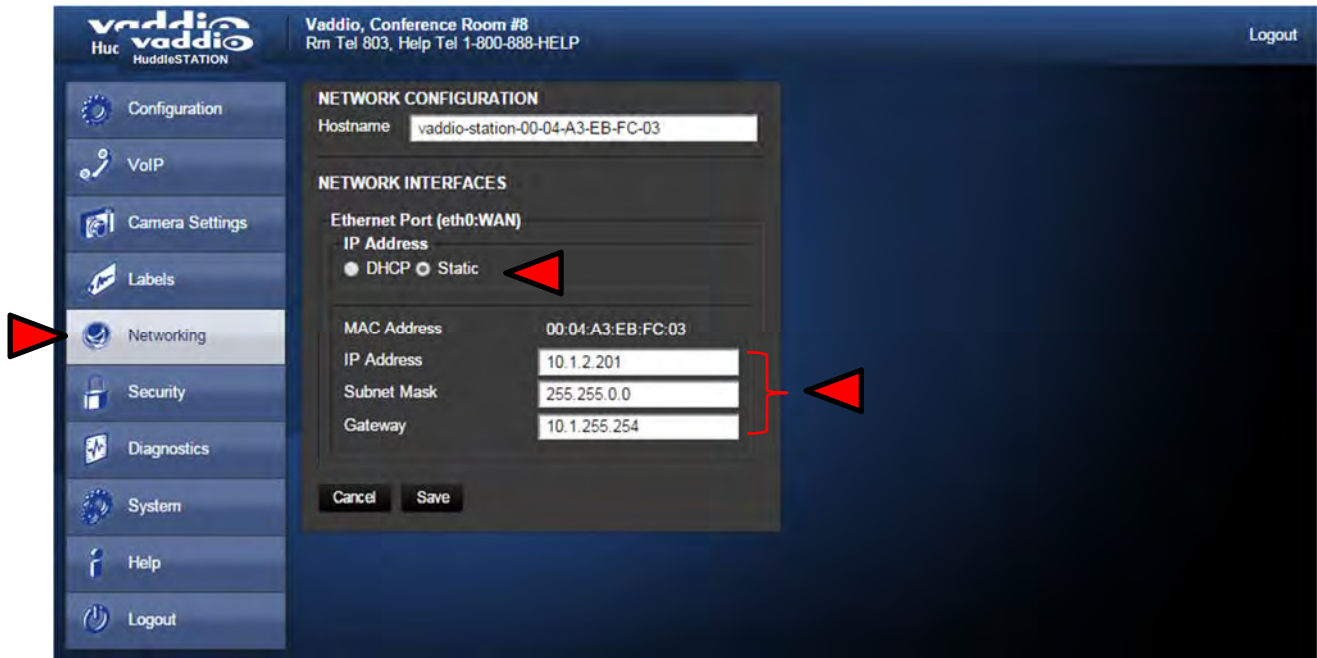 vaddio
Hud vaddio
HuddleSTATION
Vaddio, Conference Room #8
Rm Tel 803, Help Tel 1-800-888-HELP
Logout
Configuration
VoIP
Camera Settings
Labels
Networking
Security
Diagnostics
System
Help
Logout
NETWORK CONFIGURATION
Hostname vaddio-station-00-04-A3-EB-FC-03
NETWORK INTERFACES
Ethernet Port (eth0:WAN)
IP Address
DHCP Static
MAC Address 00:04:A3:EB:FC:03
IP Address 10.1.2.201
Subnet Mask 255.255.0.0
Gateway 10.1.255.254
Cancel Save